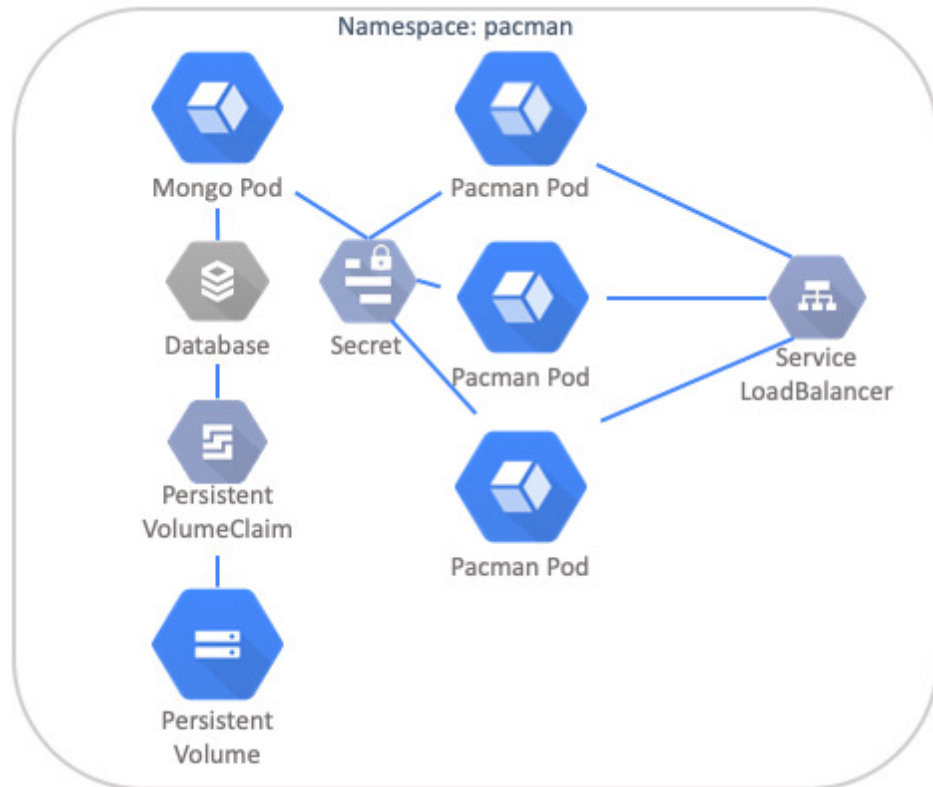 Namespace: pacman
Mongo Pod
Pacman Pod
Database
Secret
Pacman Pod
Service
LoadBalancer
Persistent
VolumeClaim
Pacman Pod
Persistent
Volume